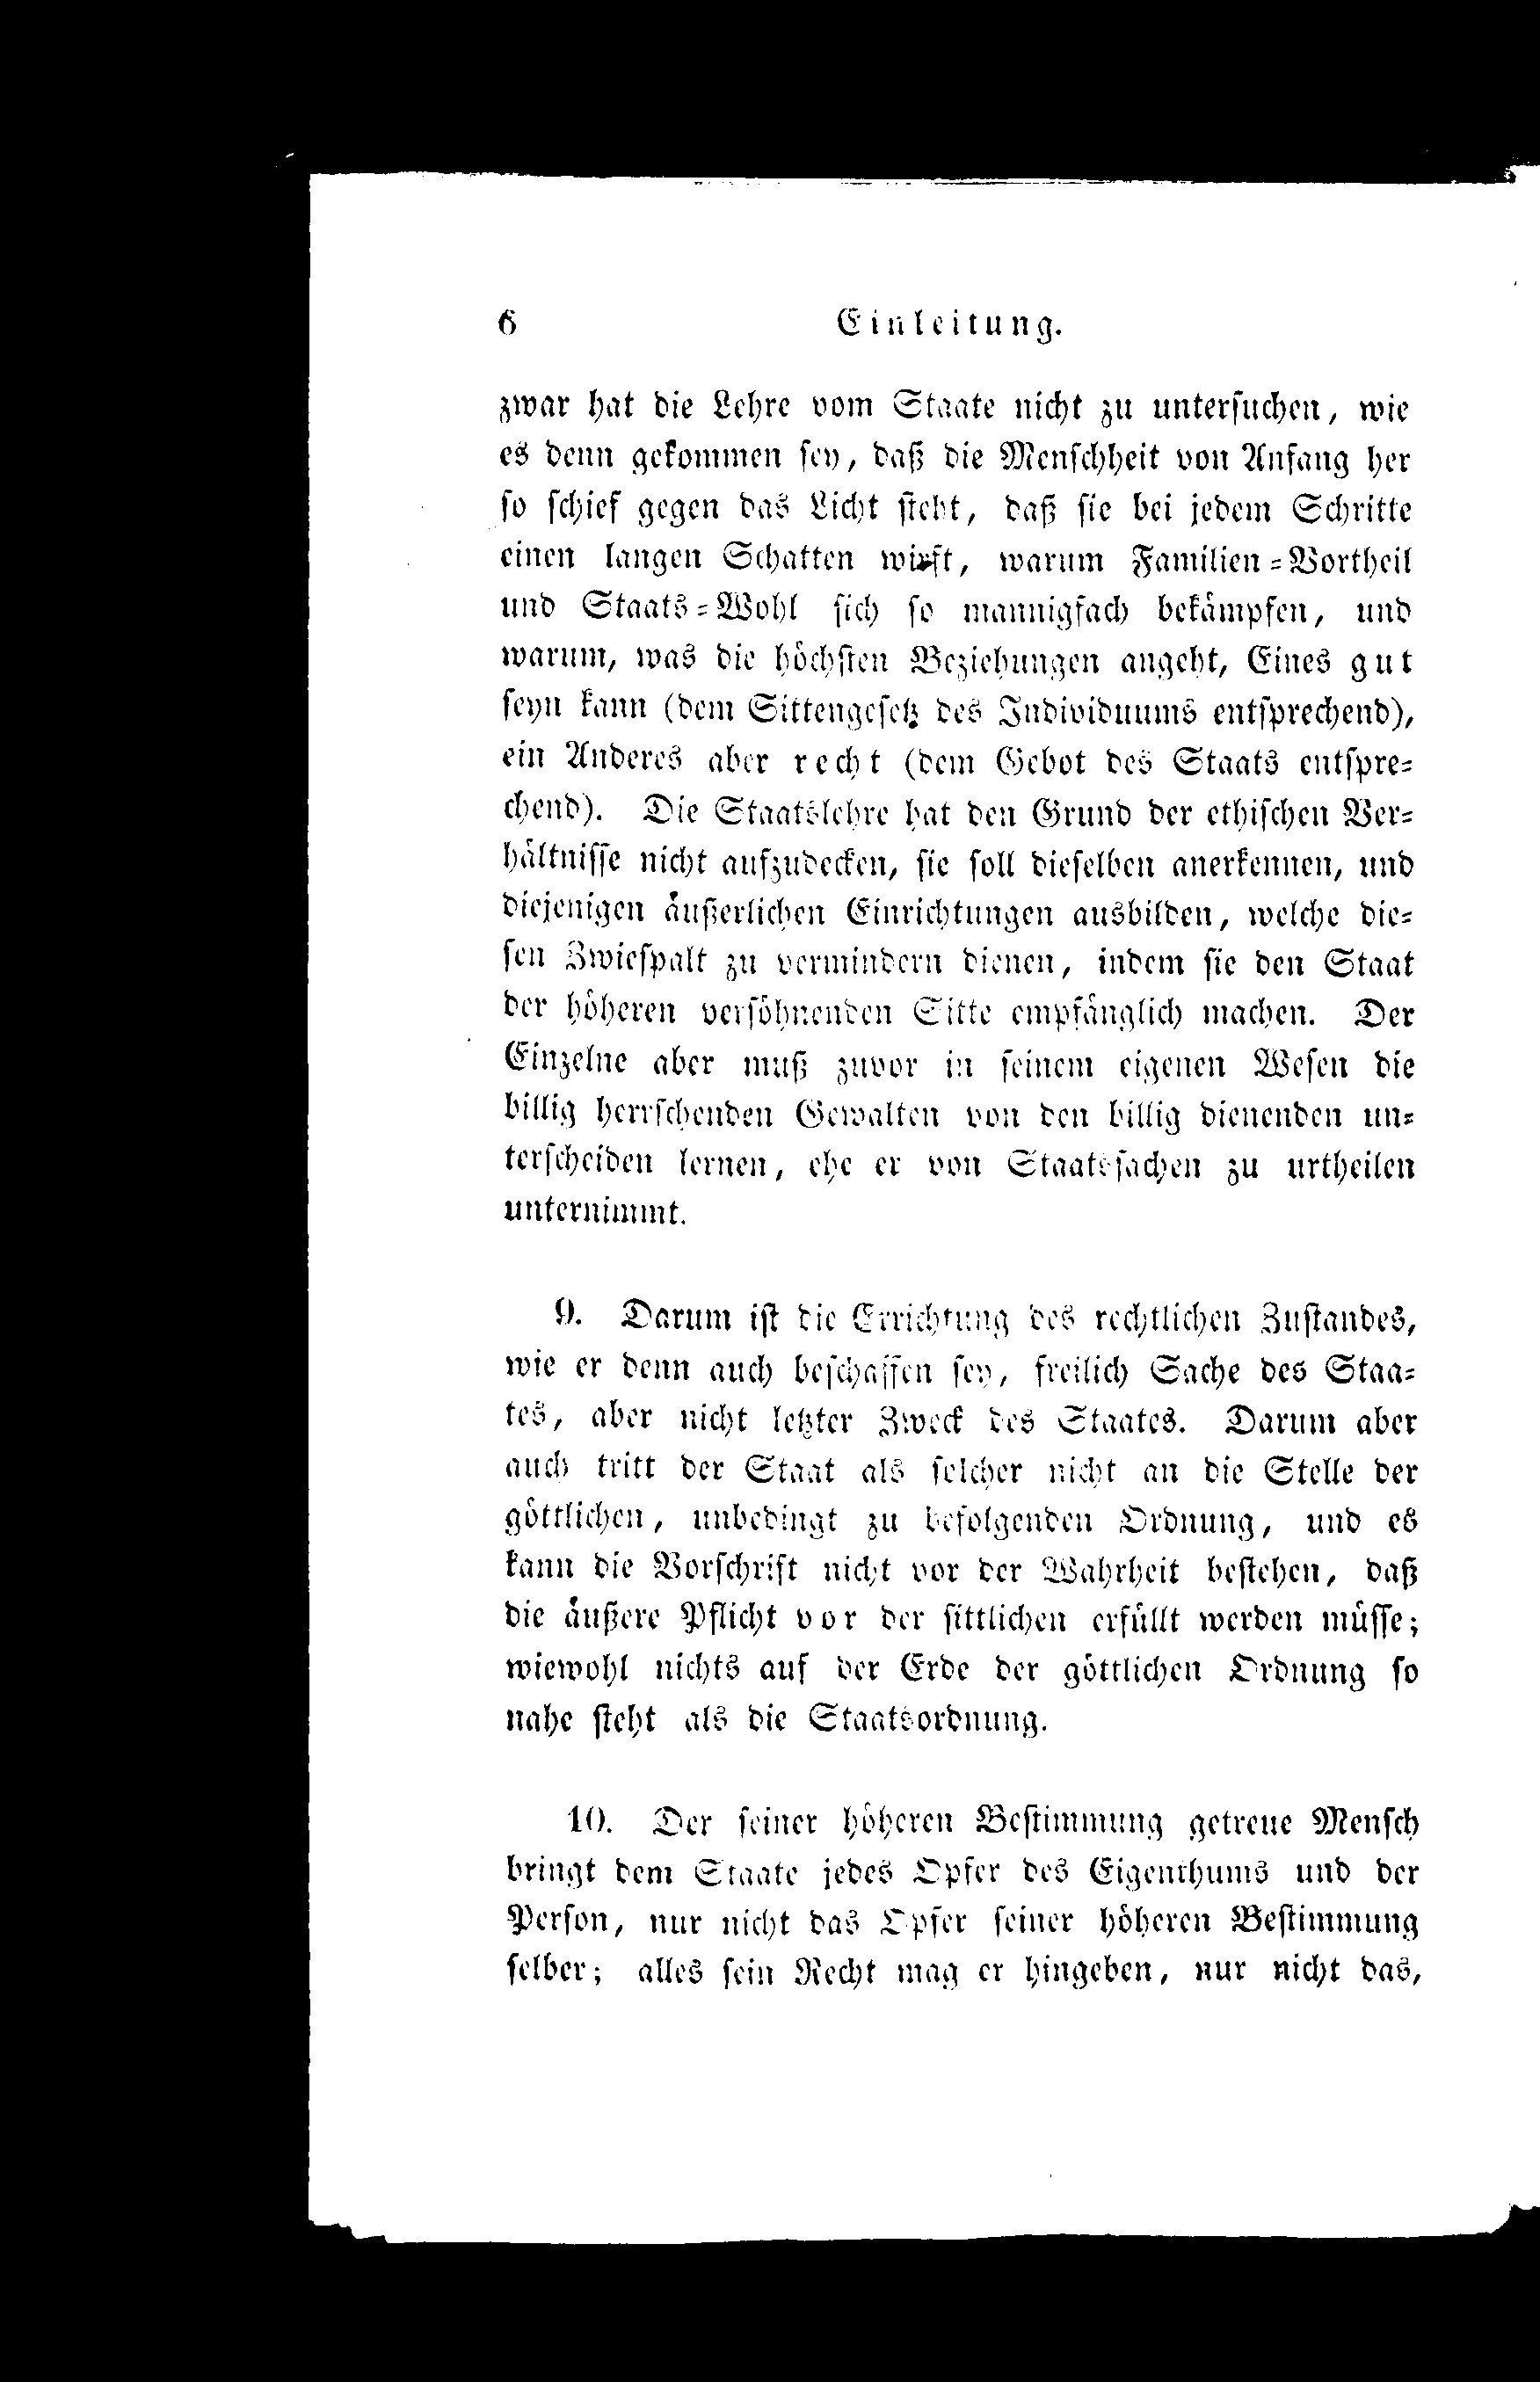 6 Einleitung.
zwar hat die Lehre vom Staate nicht zu untersuchen, wie
es denn gekommen sey, daß die Menschheit von Anfang her
so schief gegen das Licht steht, daß sie bei jedem Schritte
einen langen Schatten wirft, warum Familien=Vortheil
und Staats=Wohl sich so mannigfach bekämpfen, und
warum, was die höchsten Beziehungen angeht, Eines gut
seyn kann (dem Sittengesetz des Individuums entsprechend),
ein Anderes aber recht (dem Gebot des Staats entspre=
chend). Die Staatslehre hat den Grund der ethischen Ver=
hältnisse nicht aufzudecken, sie soll dieselben anerkennen, und
diejenigen äußerlichen Einrichtungen ausbilden, welche die=
sen Zwiespalt zu vermindern dienen, indem sie den Staat
der höheren versöhnenden Sitte empfänglich machen. Der
Einzelne aber muß zuvor in seinem eigenen Wesen die
billig herrschenden Gewalten von den billig dienenden un=
terscheiden lernen, ehe er von Staatssachen zu urtheilen
unternimmt.
9. Darum ist die Errichtung des rechtlichen Zustandes,
wie er denn auch beschaffen sey, freilich Sache des Staa=
tes, aber nicht letzter Zweck des Staates. Darum aber
auch tritt der Staat als solcher nicht an die Stelle der
göttlichen, unbedingt zu befolgenden Ordnung, und es
kann die Vorschrift nicht vor der Wahrheit bestehen, daß
die äußere Pflicht vor der sittlichen erfüllt werden müsse;
wiewohl nichts auf der Erde der göttlichen Ordnung so
nahe steht als die Staatsordnung.
10. Der seiner höheren Bestimmung getreue Mensch
bringt dem Staate jedes Opfer des Eigenthums und der
Person, nur nicht das Opfer seiner höheren Bestimmung
selber; alles sein Recht mag er hingeben, nur nicht das,